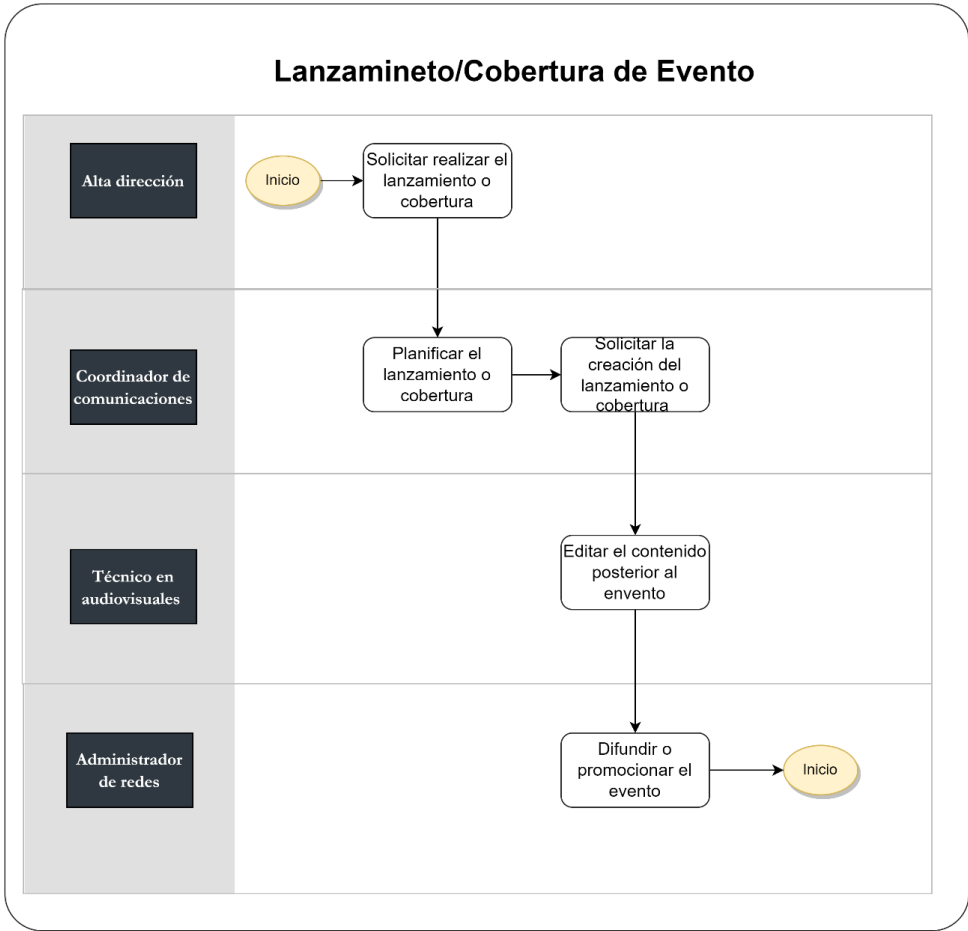 Lanzamineto/Cobertura de Evento
Alta dirección
Inicio
Solicitar realizar el
lanzamiento o
cobertura
Coordinador de
comunicaciones
Planificar el
lanzamiento o
cobertura
Solicitar la
creación del
lanzamiento o
cobertura
Técnico en
audiovisuales
Editar el contenido
posterior al
envento
Administrador
de redes
Difundir o
promocionar el
evento
Inicio